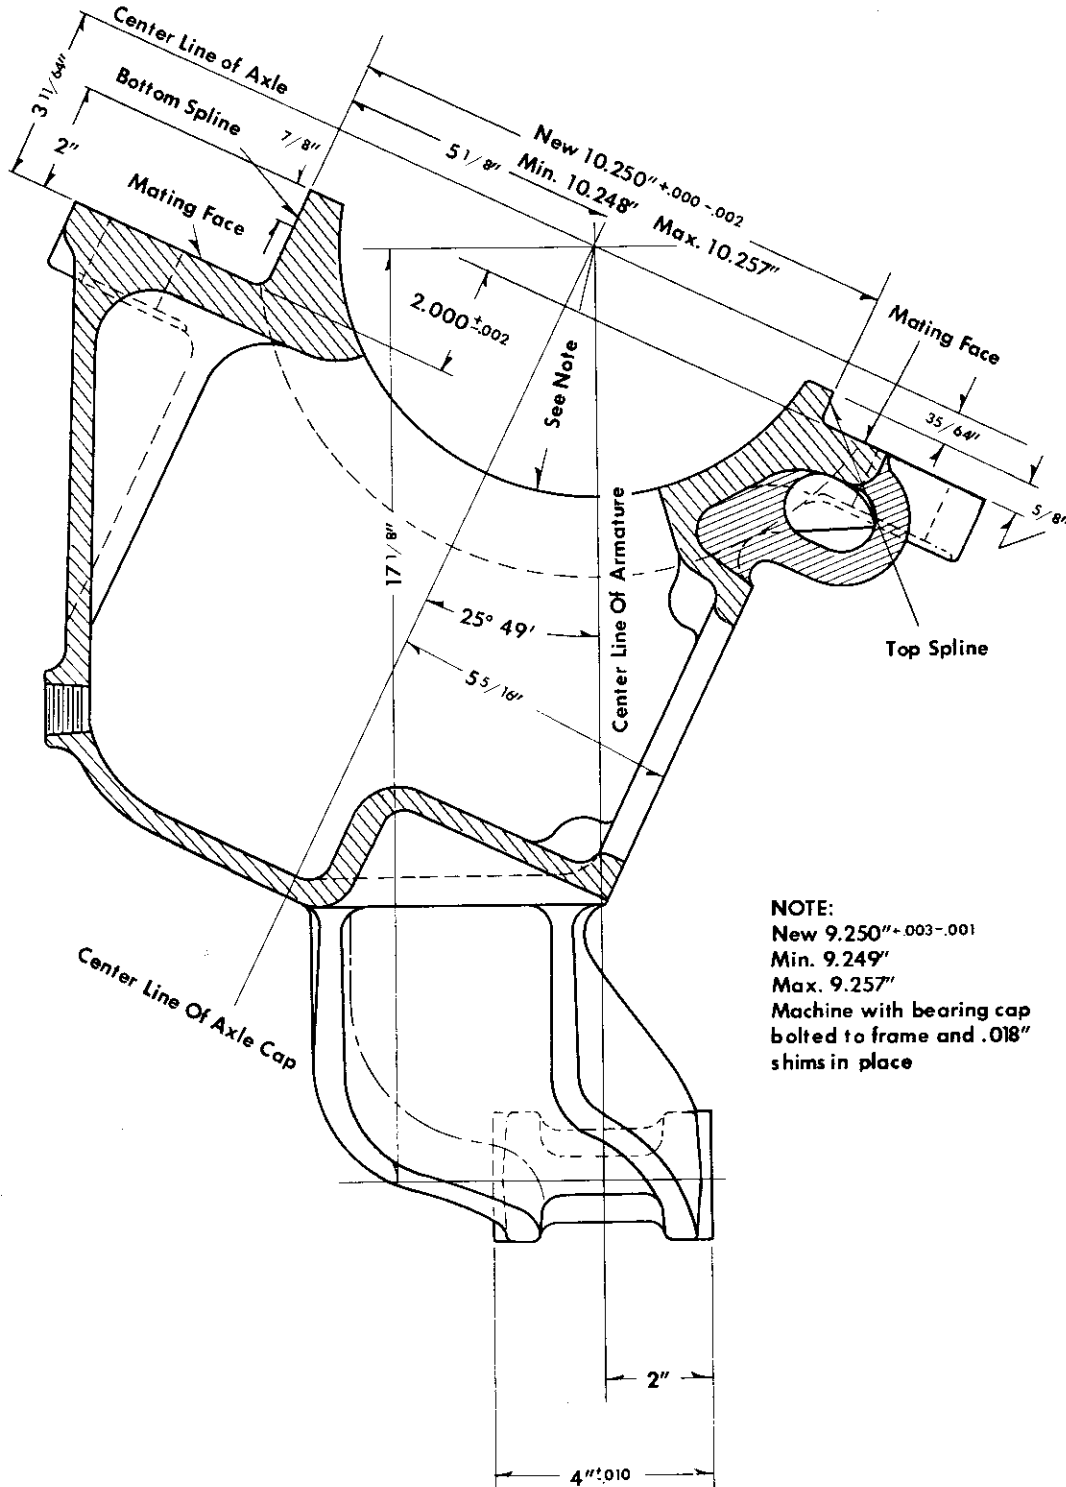 Center Line of Axle
3 11/64"
Bottom Spline
7/8"
2"
Mating Face
New 10.250" +.000 -.002
5 1/8"
Min. 10.248" Max. 10.257"
2.000 ±.002
Mating Face
See Note
35/64"
5/8"
17 1/8"
Center Line Of Armature
25° 49'
Top Spline
5 5/16"
Center Line Of Axle Cap
NOTE:
New 9.250" +.003-.001
Min. 9.249"
Max. 9.257"
Machine with bearing cap
bolted to frame and .018"
shims in place
2"
4" ±.010